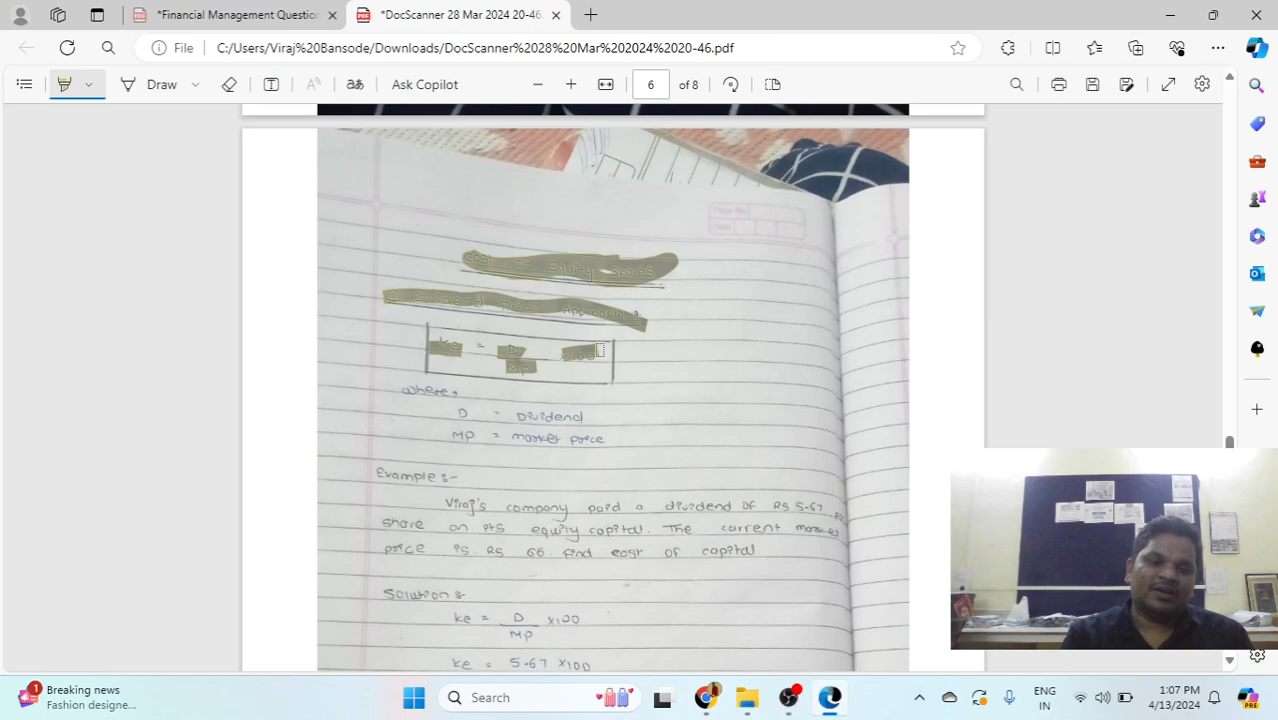 *Financial Management Question
*DocScanner 28 Mar 2024 20-46.
File
C:/Users/Viraj%20Bansode/Downloads/DocScanner%2028%20Mar%202024%2020-46.pdf
Draw
Ask Copilot
6 of 8
Equity Shares
Dividend Price Approach :
Ke = D x100
MP
where,
D = Dividend
MP = market price
Example :-
Viraj's company paid a dividend of RS 5.67
share on its equity capital. The current market
price is RS 66. find cost of capital
Solution :-
ke = D x100
MP
ke = 5.67 x100
1
Breaking news
Fashion designe...
Search
ENG
IN
1:07 PM
4/13/2024
PRE